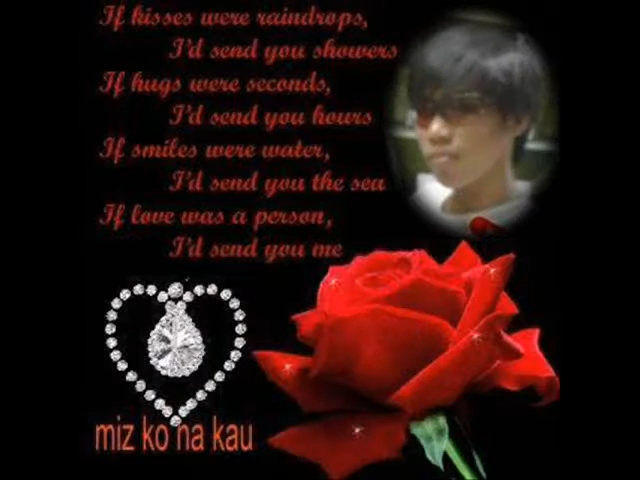 If kisses were raindrops,
I'd send you showers
If hugs were seconds,
I'd send you hours
If smiles were water,
I'd send you the sea
If love was a person,
I'd send you me
miz ko na kau